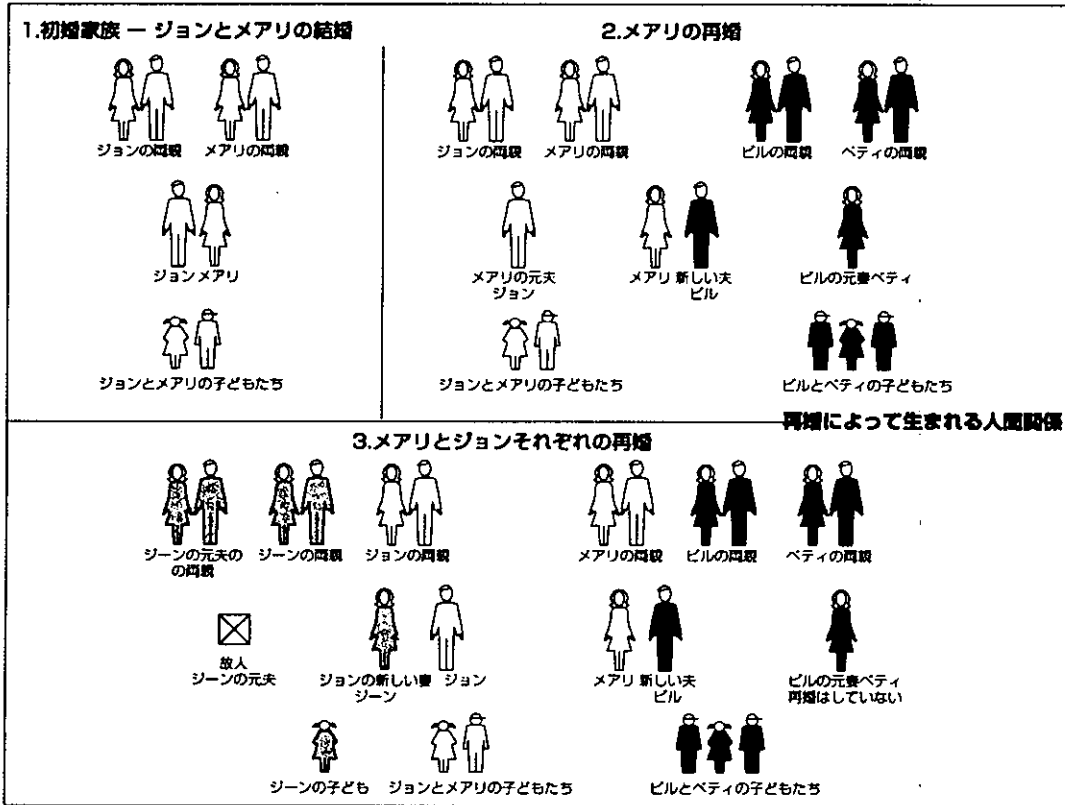 1.初婚家族 ー ジョンとメアリの結婚
ジョンの両親 メアリの両親
ジョン メアリ
ジョンとメアリの子どもたち
2.メアリの再婚
ジョンの両親 メアリの両親 ビルの両親 ベティの両親
メアリの元夫 メアリ 新しい夫 ビルの元妻ベティ
ジョン ビル
ジョンとメアリの子どもたち ビルとベティの子どもたち
再婚によって生まれる人間関係
3.メアリとジョンそれぞれの再婚
ジーンの元夫の ジーンの両親 ジョンの両親 メアリの両親 ビルの両親 ベティの両親
の両親
故人 ジョンの新しい妻 ジョン メアリ 新しい夫 ビルの元妻ベティ
ジーンの元夫 ジーン ビル 再婚はしていない
ジーンの子ども ジョンとメアリの子どもたち ビルとベティの子どもたち